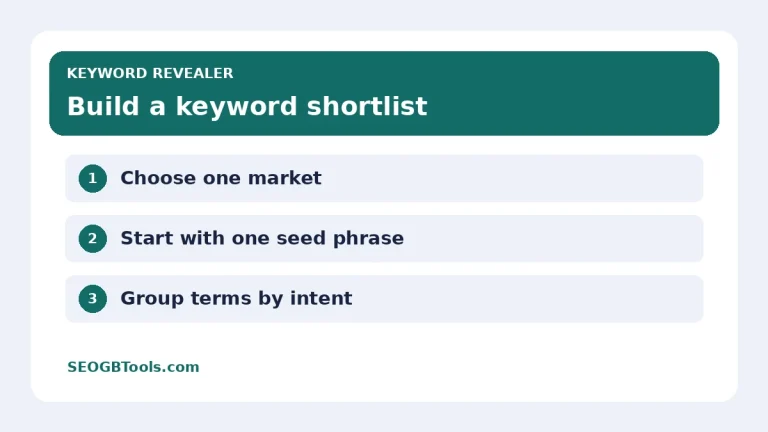 KEYWORD REVEALER
Build a keyword shortlist
1 Choose one market
2 Start with one seed phrase
3 Group terms by intent
SEOGBTools.com